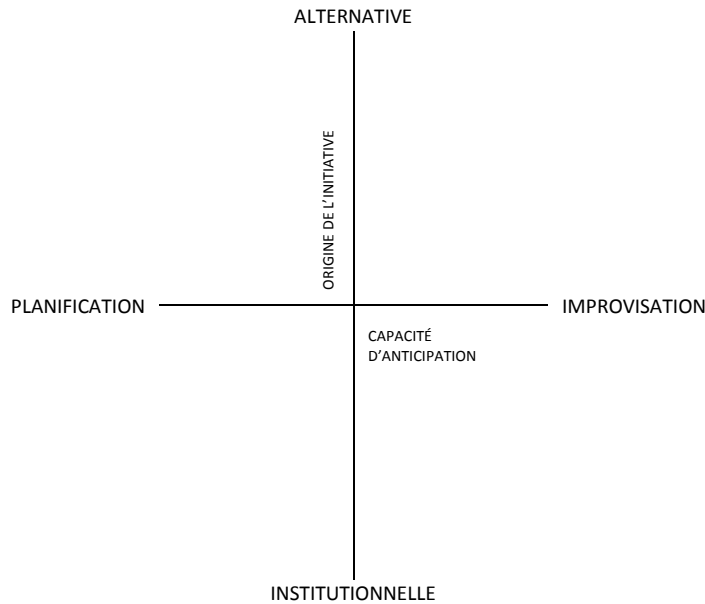 ALTERNATIVE
ORIGINE DE L’INITIATIVE
PLANIFICATION
IMPROVISATION
CAPACITÉ
D’ANTICIPATION
INSTITUTIONNELLE